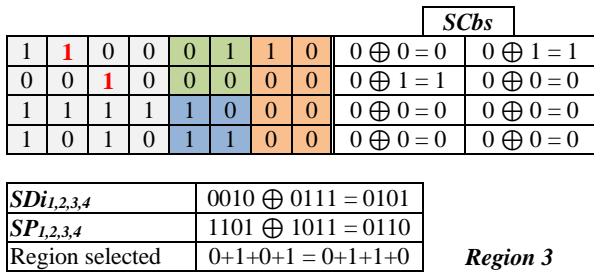 SCbs
1 1 0 0 0 1 1 0 0 ⊕ 0 = 0 0 ⊕ 1 = 1
0 0 1 0 0 0 0 0 0 ⊕ 1 = 1 0 ⊕ 0 = 0
1 1 1 1 1 0 0 0 0 ⊕ 0 = 0 0 ⊕ 0 = 0
1 0 1 0 1 1 0 0 0 ⊕ 0 = 0 0 ⊕ 0 = 0
SDi1,2,3,4 0010 ⊕ 0111 = 0101
SP1,2,3,4 1101 ⊕ 1011 = 0110
Region selected 0+1+0+1 = 0+1+1+0 Region 3